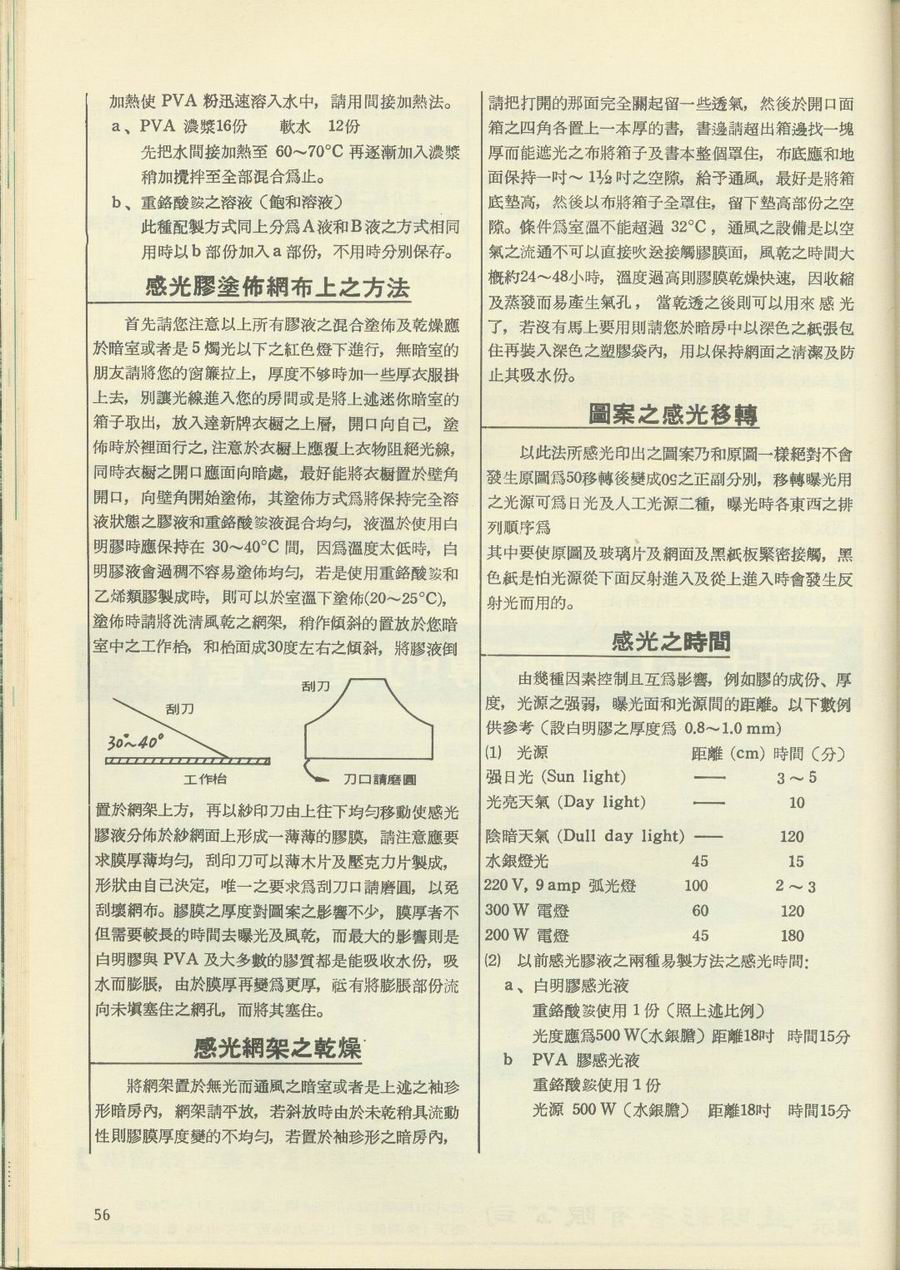 加熱使 PVA 粉迅速溶入水中，請用間接加熱法。
a、PVA 濃漿16份　軟水　12份
先把水間接加熱至 60～70°C 再逐漸加入濃漿
稍加攪拌至全部混合爲止。
b、重鉻酸銨之溶液（飽和溶液）
此種配製方式同上分爲A液和B液之方式相同
用時以b部份加入a部份，不用時分別保存。
感光膠塗佈網布上之方法
首先請您注意以上所有膠液之混合塗佈及乾燥應
於暗室或者是5燭光以下之紅色燈下進行，無暗室的
朋友請將您的窗簾拉上，厚度不够時加一些厚衣服掛
上去，別讓光線進入您的房間或是將上述迷你暗室的
箱子取出，放入達新牌衣橱之上層，開口向自己，塗
佈時於裡面行之，注意於衣橱上應覆上衣物阻絕光線，
同時衣橱之開口應面向暗處，最好能將衣橱置於壁角
開口，向壁角開始塗佈，其塗佈方式爲將保持完全溶
液狀態之膠液和重鉻酸銨液混合均勻，液溫於使用白
明膠時應保持在 30～40°C 間，因爲溫度太低時，白
明膠液會過稠不容易塗佈均勻，若是使用重鉻酸銨和
乙烯類膠製成時，則可以於室溫下塗佈(20～25°C)，
塗佈時請將洗清風乾之網架，稍作傾斜的置放於您暗
室中之工作枱，和枱面成30度左右之傾斜，將膠液倒
刮刀
30°~40°
工作枱
刮刀
刀口請磨圓
置於網架上方，再以紗印刀由上往下均勻移動使感光
膠液分佈於紗網面上形成一薄薄的膠膜，請注意應要
求膜厚薄均勻，刮印刀可以薄木片及壓克力片製成，
形狀由自己決定，唯一之要求爲刮刀口請磨圓，以免
刮壞網布。膠膜之厚度對圖案之影響不少，膜厚者不
但需要較長的時間去曝光及風乾，而最大的影響則是
白明膠與 PVA 及大多數的膠質都是能吸收水份，吸
水而膨脹，由於膜厚再變爲更厚，祗有將膨脹部份流
向未塡塞住之網孔，而將其塞住。
感光網架之乾燥
將網架置於無光而通風之暗室或者是上述之袖珍
形暗房內，網架請平放，若斜放時由於未乾稍具流動
性則膠膜厚度變的不均勻，若置於袖珍形之暗房內，
請把打開的那面完全關起留一些透氣，然後於開口面
箱之四角各置上一本厚的書，書邊請超出箱邊找一塊
厚而能遮光之布將箱子及書本整個罩住，布底應和地
面保持一吋～1½吋之空隙，給予通風，最好是將箱
底墊高，然後以布將箱子全罩住，留下墊高部份之空
隙。條件爲室溫不能超過 32°C，通風之設備是以空
氣之流通不可以直接吹送接觸膠膜面，風乾之時間大
概約24～48小時，溫度過高則膠膜乾燥快速，因收縮
及蒸發而易產生氣孔，當乾透之後則可以用來感光
了，若沒有馬上要用則請您於暗房中以深色之紙張包
住再裝入深色之塑膠袋內，用以保持網面之清潔及防
止其吸水份。
圖案之感光移轉
以此法所感光印出之圖案乃和原圖一樣絕對不會
發生原圖爲50移轉後變成0S之正副分別，移轉曝光用
之光源可爲日光及人工光源二種，曝光時各東西之排
列順序爲
其中要使原圖及玻璃片及網面及黑紙板緊密接觸，黑
色紙是怕光源從下面反射進入及從上進入時會發生反
射光而用的。
感光之時間
由幾種因素控制且互爲影響，例如膠的成份、厚
度，光源之强弱，曝光面和光源間的距離。以下數例
供參考（設白明膠之厚度爲 0.8～1.0 mm)
(1)　光源　距離 (cm) 時間（分）
强日光 (Sun light)　——　3～5
光亮天氣 (Day light)　——　10
陰暗天氣 (Dull day light)　——　120
水銀燈光　45　15
220 V, 9 amp 弧光燈　100　2～3
300 W 電燈　60　120
200 W 電燈　45　180
(2)　以前感光膠液之兩種易製方法之感光時間：
a、白明膠感光液
重鉻酸銨使用1份（照上述比例）
光度應爲500 W(水銀膽）距離18吋　時間15分
b　PVA 膠感光液
重鉻酸銨使用1份
光源 500 W（水銀膽）　距離18吋　時間15分
56